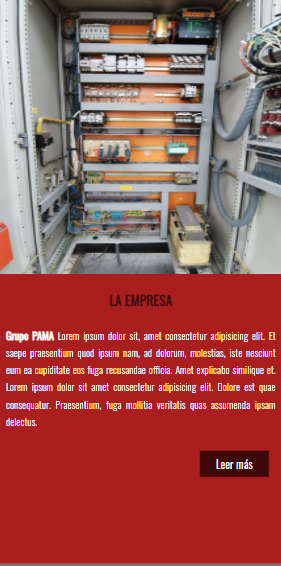 LA EMPRESA
Grupo PAMA Lorem ipsum dolor sit, amet consectetur adipisicing elit. Et
saepe praesentium quod ipsum nam, ad dolorum, molestias, iste nesciunt
eum ea cupiditate eos fuga recusandae officia. Amet explicabo similique et.
Lorem ipsum dolor sit amet consectetur adipisicing elit. Dolore est quae
consequatur. Praesentium, fuga mollitia veritatis quas assumenda ipsam
delectus.
Leer más